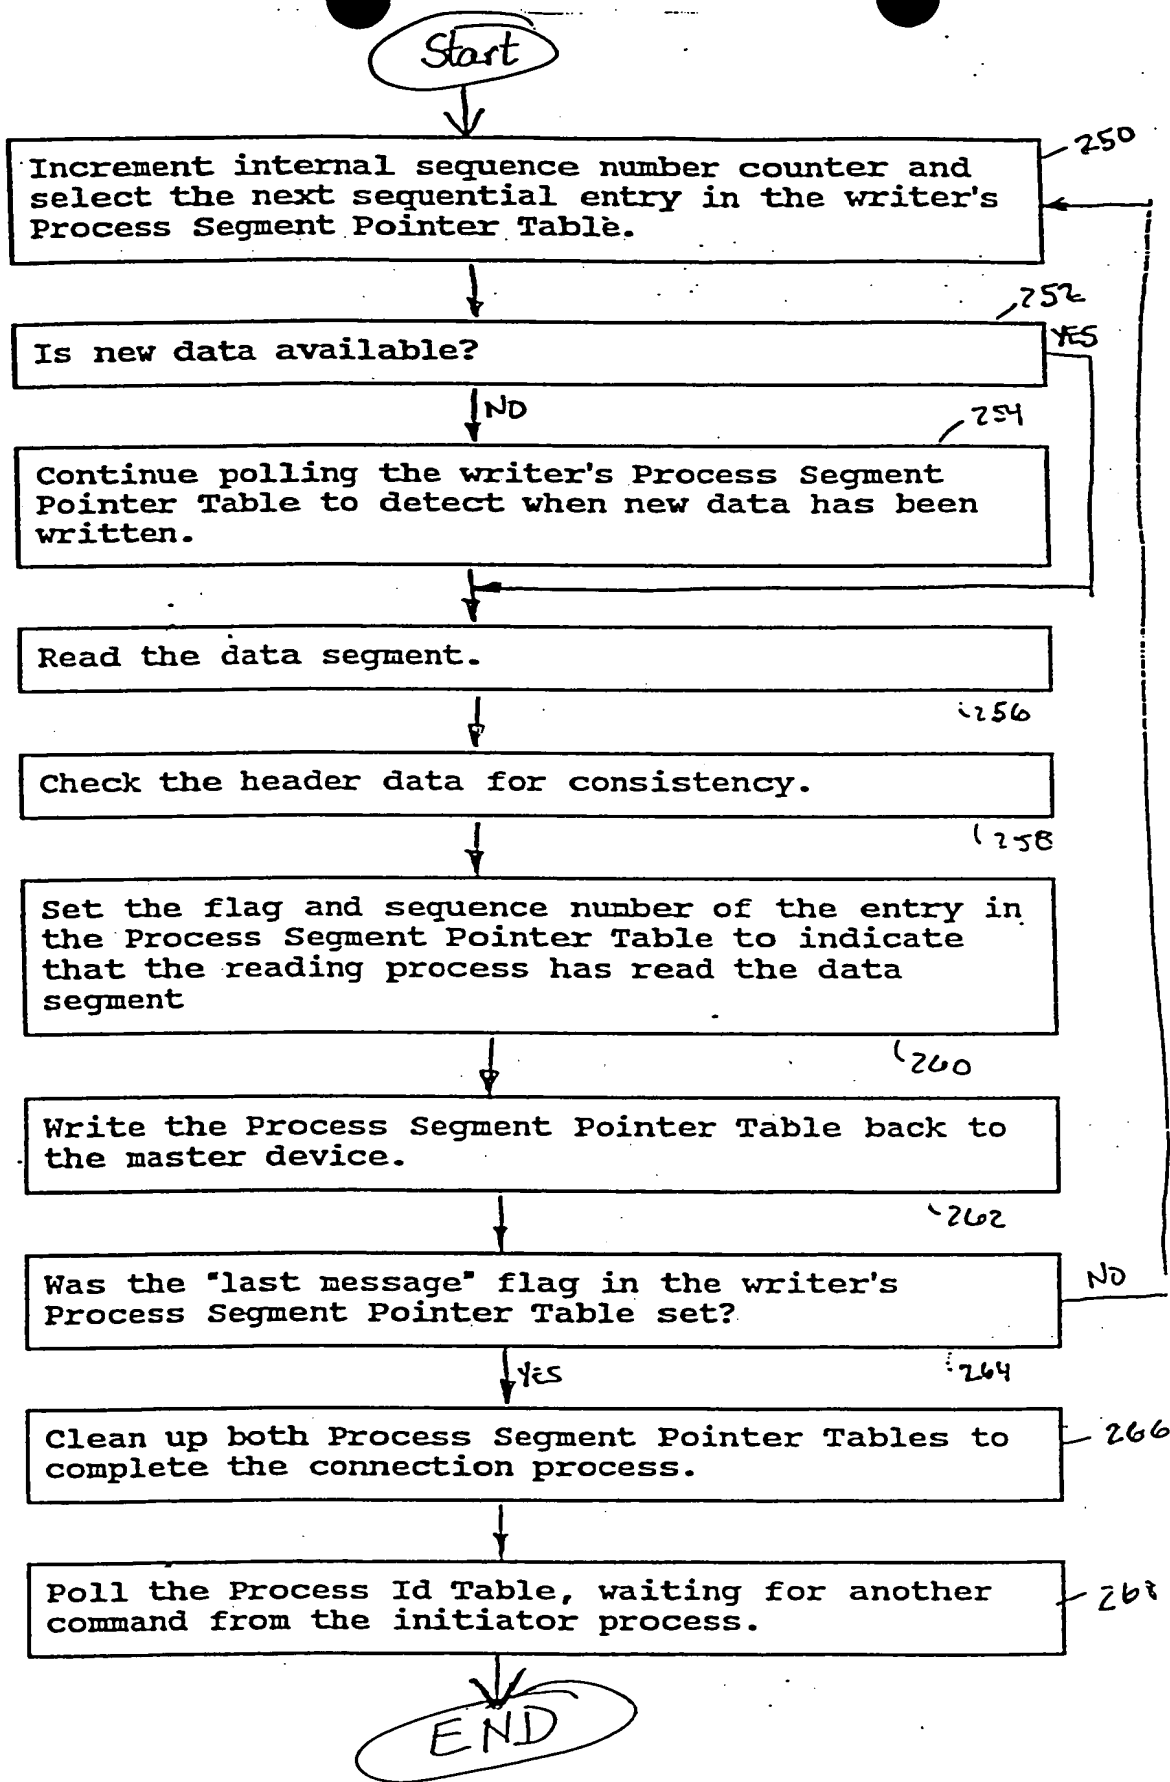 Start
250
Increment internal sequence number counter and
select the next sequential entry in the writer's
Process Segment Pointer Table.
252
Is new data available?
YES
NO
254
Continue polling the writer's Process Segment
Pointer Table to detect when new data has been
written.
Read the data segment.
256
Check the header data for consistency.
258
Set the flag and sequence number of the entry in
the Process Segment Pointer Table to indicate
that the reading process has read the data
segment
260
Write the Process Segment Pointer Table back to
the master device.
262
Was the "last message" flag in the writer's
Process Segment Pointer Table set?
NO
264
YES
Clean up both Process Segment Pointer Tables to
complete the connection process.
266
Poll the Process Id Table, waiting for another
command from the initiator process.
268
END